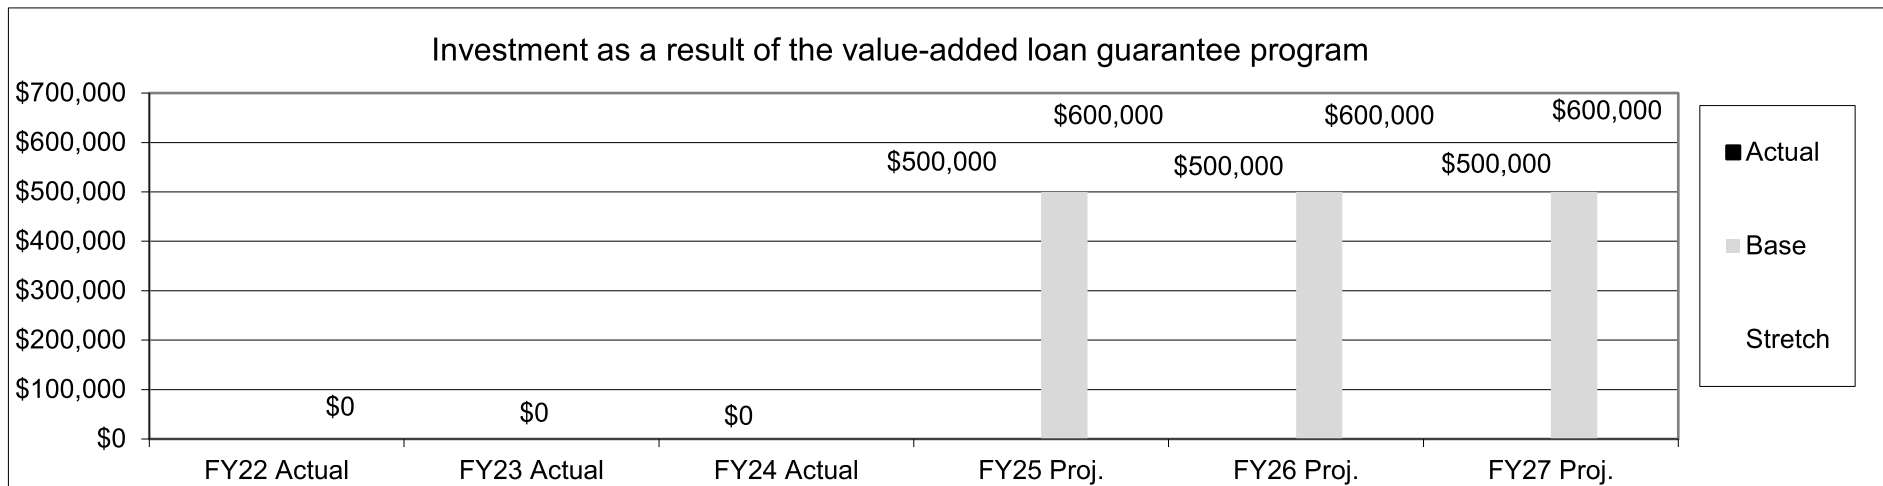 Investment as a result of the value-added loan guarantee program
$700,000
$600,000
$500,000
$400,000
$300,000
$200,000
$100,000
$0
$0
$0
$0
$500,000
$600,000
$500,000
$600,000
$500,000
$600,000
FY22 Actual
FY23 Actual
FY24 Actual
FY25 Proj.
FY26 Proj.
FY27 Proj.
Actual
Base
Stretch